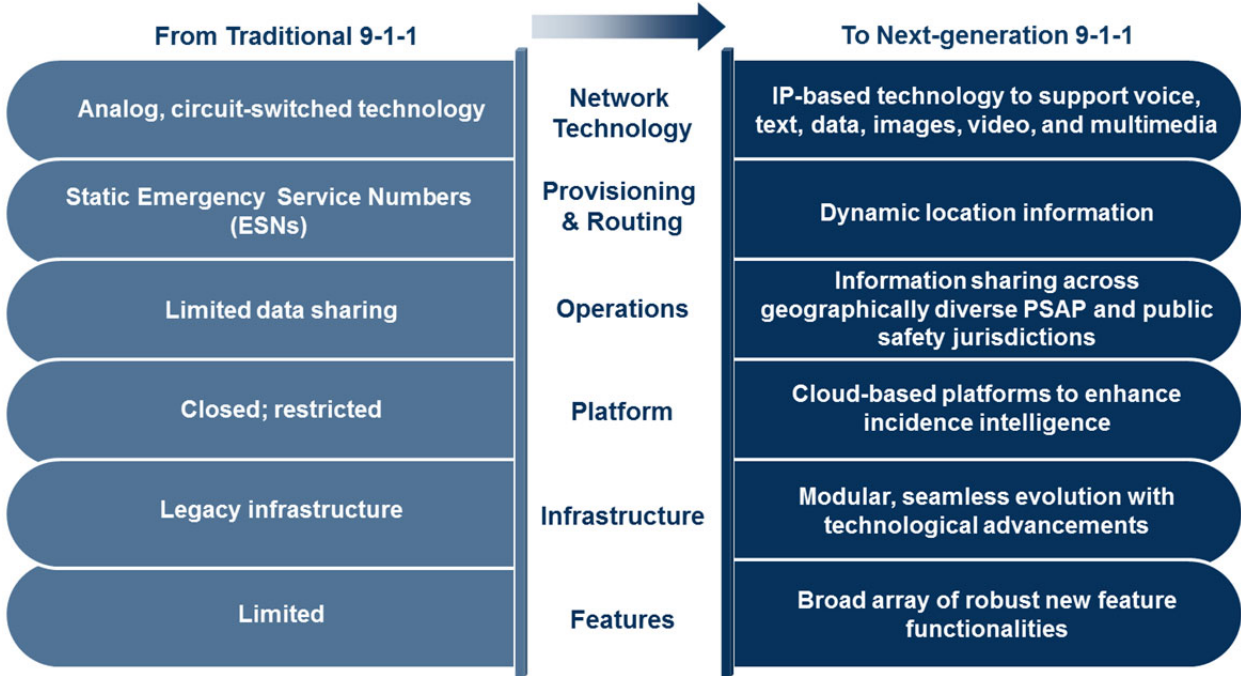 From Traditional 9-1-1
To Next-generation 9-1-1
Analog, circuit-switched technology
Network
Technology
IP-based technology to support voice,
text, data, images, video, and multimedia
Static Emergency Service Numbers
(ESNs)
Provisioning
& Routing
Dynamic location information
Limited data sharing
Operations
Information sharing across
geographically diverse PSAP and public
safety jurisdictions
Closed; restricted
Platform
Cloud-based platforms to enhance
incidence intelligence
Legacy infrastructure
Infrastructure
Modular, seamless evolution with
technological advancements
Limited
Features
Broad array of robust new feature
functionalities